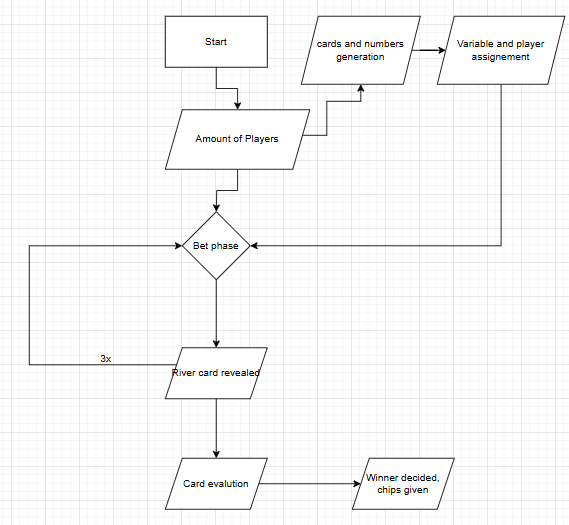 Start
cards and numbers
generation
Variable and player
assignement
Amount of Players
Bet phase
3x
River card revealed
Card evalution
Winner decided,
chips given